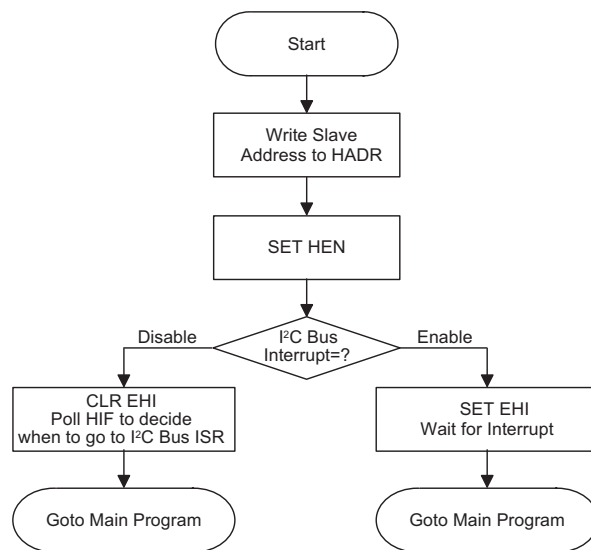 Start
Write Slave
Address to HADR
SET HEN
Disable
I²C Bus
Interrupt=?
Enable
CLR EHI
Poll HIF to decide
when to go to I²C Bus ISR
SET EHI
Wait for Interrupt
Goto Main Program
Goto Main Program